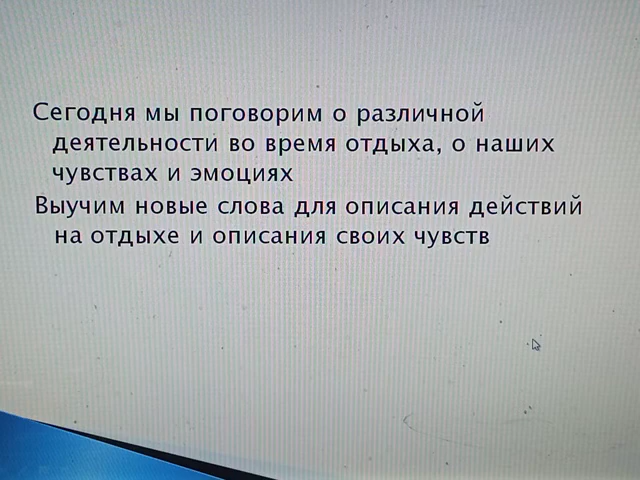 Сегодня мы поговорим о различной
деятельности во время отдыха, о наших
чувствах и эмоциях
Выучим новые слова для описания действий
на отдыхе и описания своих чувств